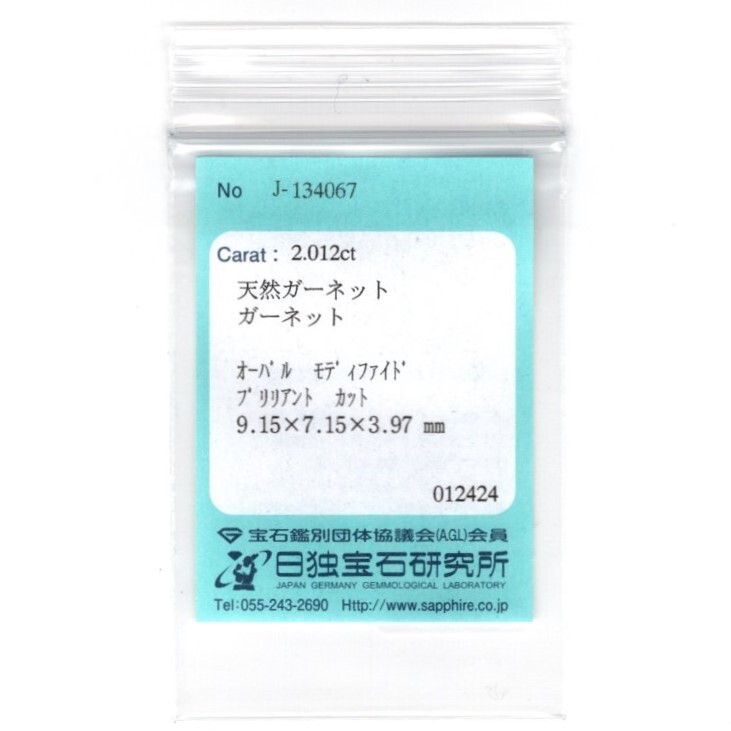 No J-134067
Carat : 2.012ct
天然ガーネット
ガーネット
ｵｰﾊﾞﾙ ﾓﾃﾞｨﾌｧｲﾄﾞ
ﾌﾞﾘﾘｱﾝﾄ ｶｯﾄ
9.15×7.15×3.97 mm
012424
宝石鑑別団体協議会(AGL)会員
日独宝石研究所
JAPAN GERMANY GEMMOLOGICAL LABORATORY
Tel:055-243-2690 Http://www.sapphire.co.jp